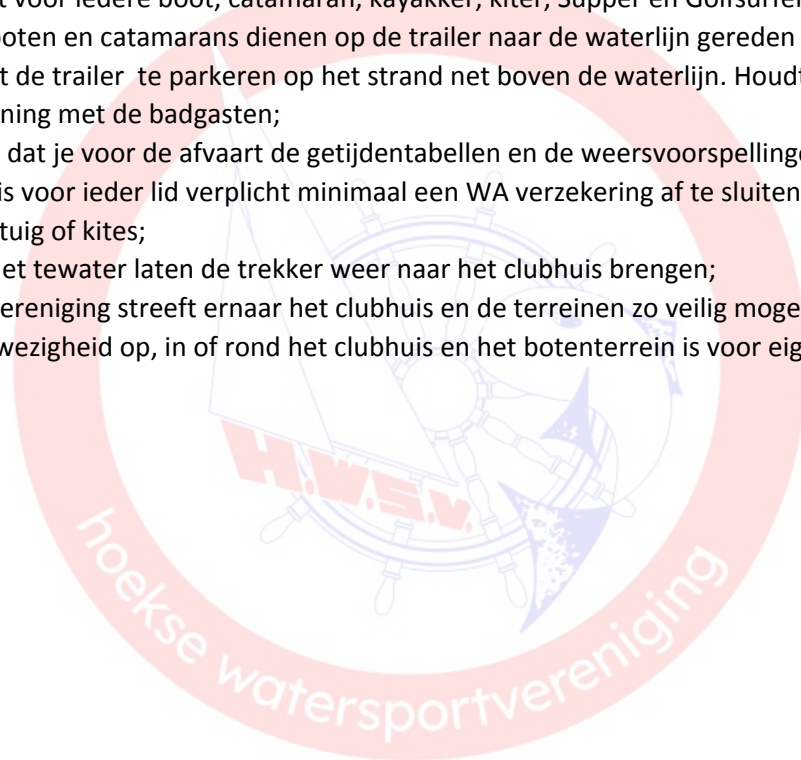 t voor iedere boot, catamaran, kayakker, kiter, Supper en Golfsurfer
boten en catamarans dienen op de trailer naar de waterlijn gereden
t de trailer  te parkeren op het strand net boven de waterlijn. Houdt
ning met de badgasten;
dat je voor de afvaart de getijdentabellen en de weersvoorspellinge
is voor ieder lid verplicht minimaal een WA verzekering af te sluiten
tuig of kites;
et tewater laten de trekker weer naar het clubhuis brengen;
ereniging streeft ernaar het clubhuis en de terreinen zo veilig moge
wezigheid op, in of rond het clubhuis en het botenterrein is voor eig
H.W.S.V.
hoekse watersportvereniging